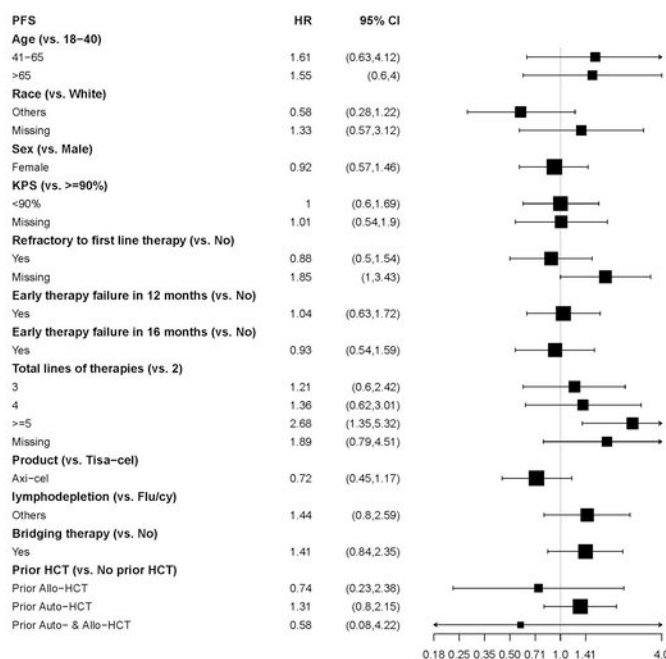 PFS HR 95% CI
Age (vs. 18−40)
41−65 1.61 (0.63,4.12)
>65 1.55 (0.6,4)
Race (vs. White)
Others 0.58 (0.28,1.22)
Missing 1.33 (0.57,3.12)
Sex (vs. Male)
Female 0.92 (0.57,1.46)
KPS (vs. >=90%)
<90% 1 (0.6,1.69)
Missing 1.01 (0.54,1.9)
Refractory to first line therapy (vs. No)
Yes 0.88 (0.5,1.54)
Missing 1.85 (1,3.43)
Early therapy failure in 12 months (vs. No)
Yes 1.04 (0.63,1.72)
Early therapy failure in 16 months (vs. No)
Yes 0.93 (0.54,1.59)
Total lines of therapies (vs. 2)
3 1.21 (0.6,2.42)
4 1.36 (0.62,3.01)
>=5 2.68 (1.35,5.32)
Missing 1.89 (0.79,4.51)
Product (vs. Tisa−cel)
Axi−cel 0.72 (0.45,1.17)
lymphodepletion (vs. Flu/cy)
Others 1.44 (0.8,2.59)
Bridging therapy (vs. No)
Yes 1.41 (0.84,2.35)
Prior HCT (vs. No prior HCT)
Prior Allo−HCT 0.74 (0.23,2.38)
Prior Auto−HCT 1.31 (0.8,2.15)
Prior Auto− & Allo−HCT 0.58 (0.08,4.22)
0.18 0.25 0.35 0.50 0.71 1.0 1.41 4.0